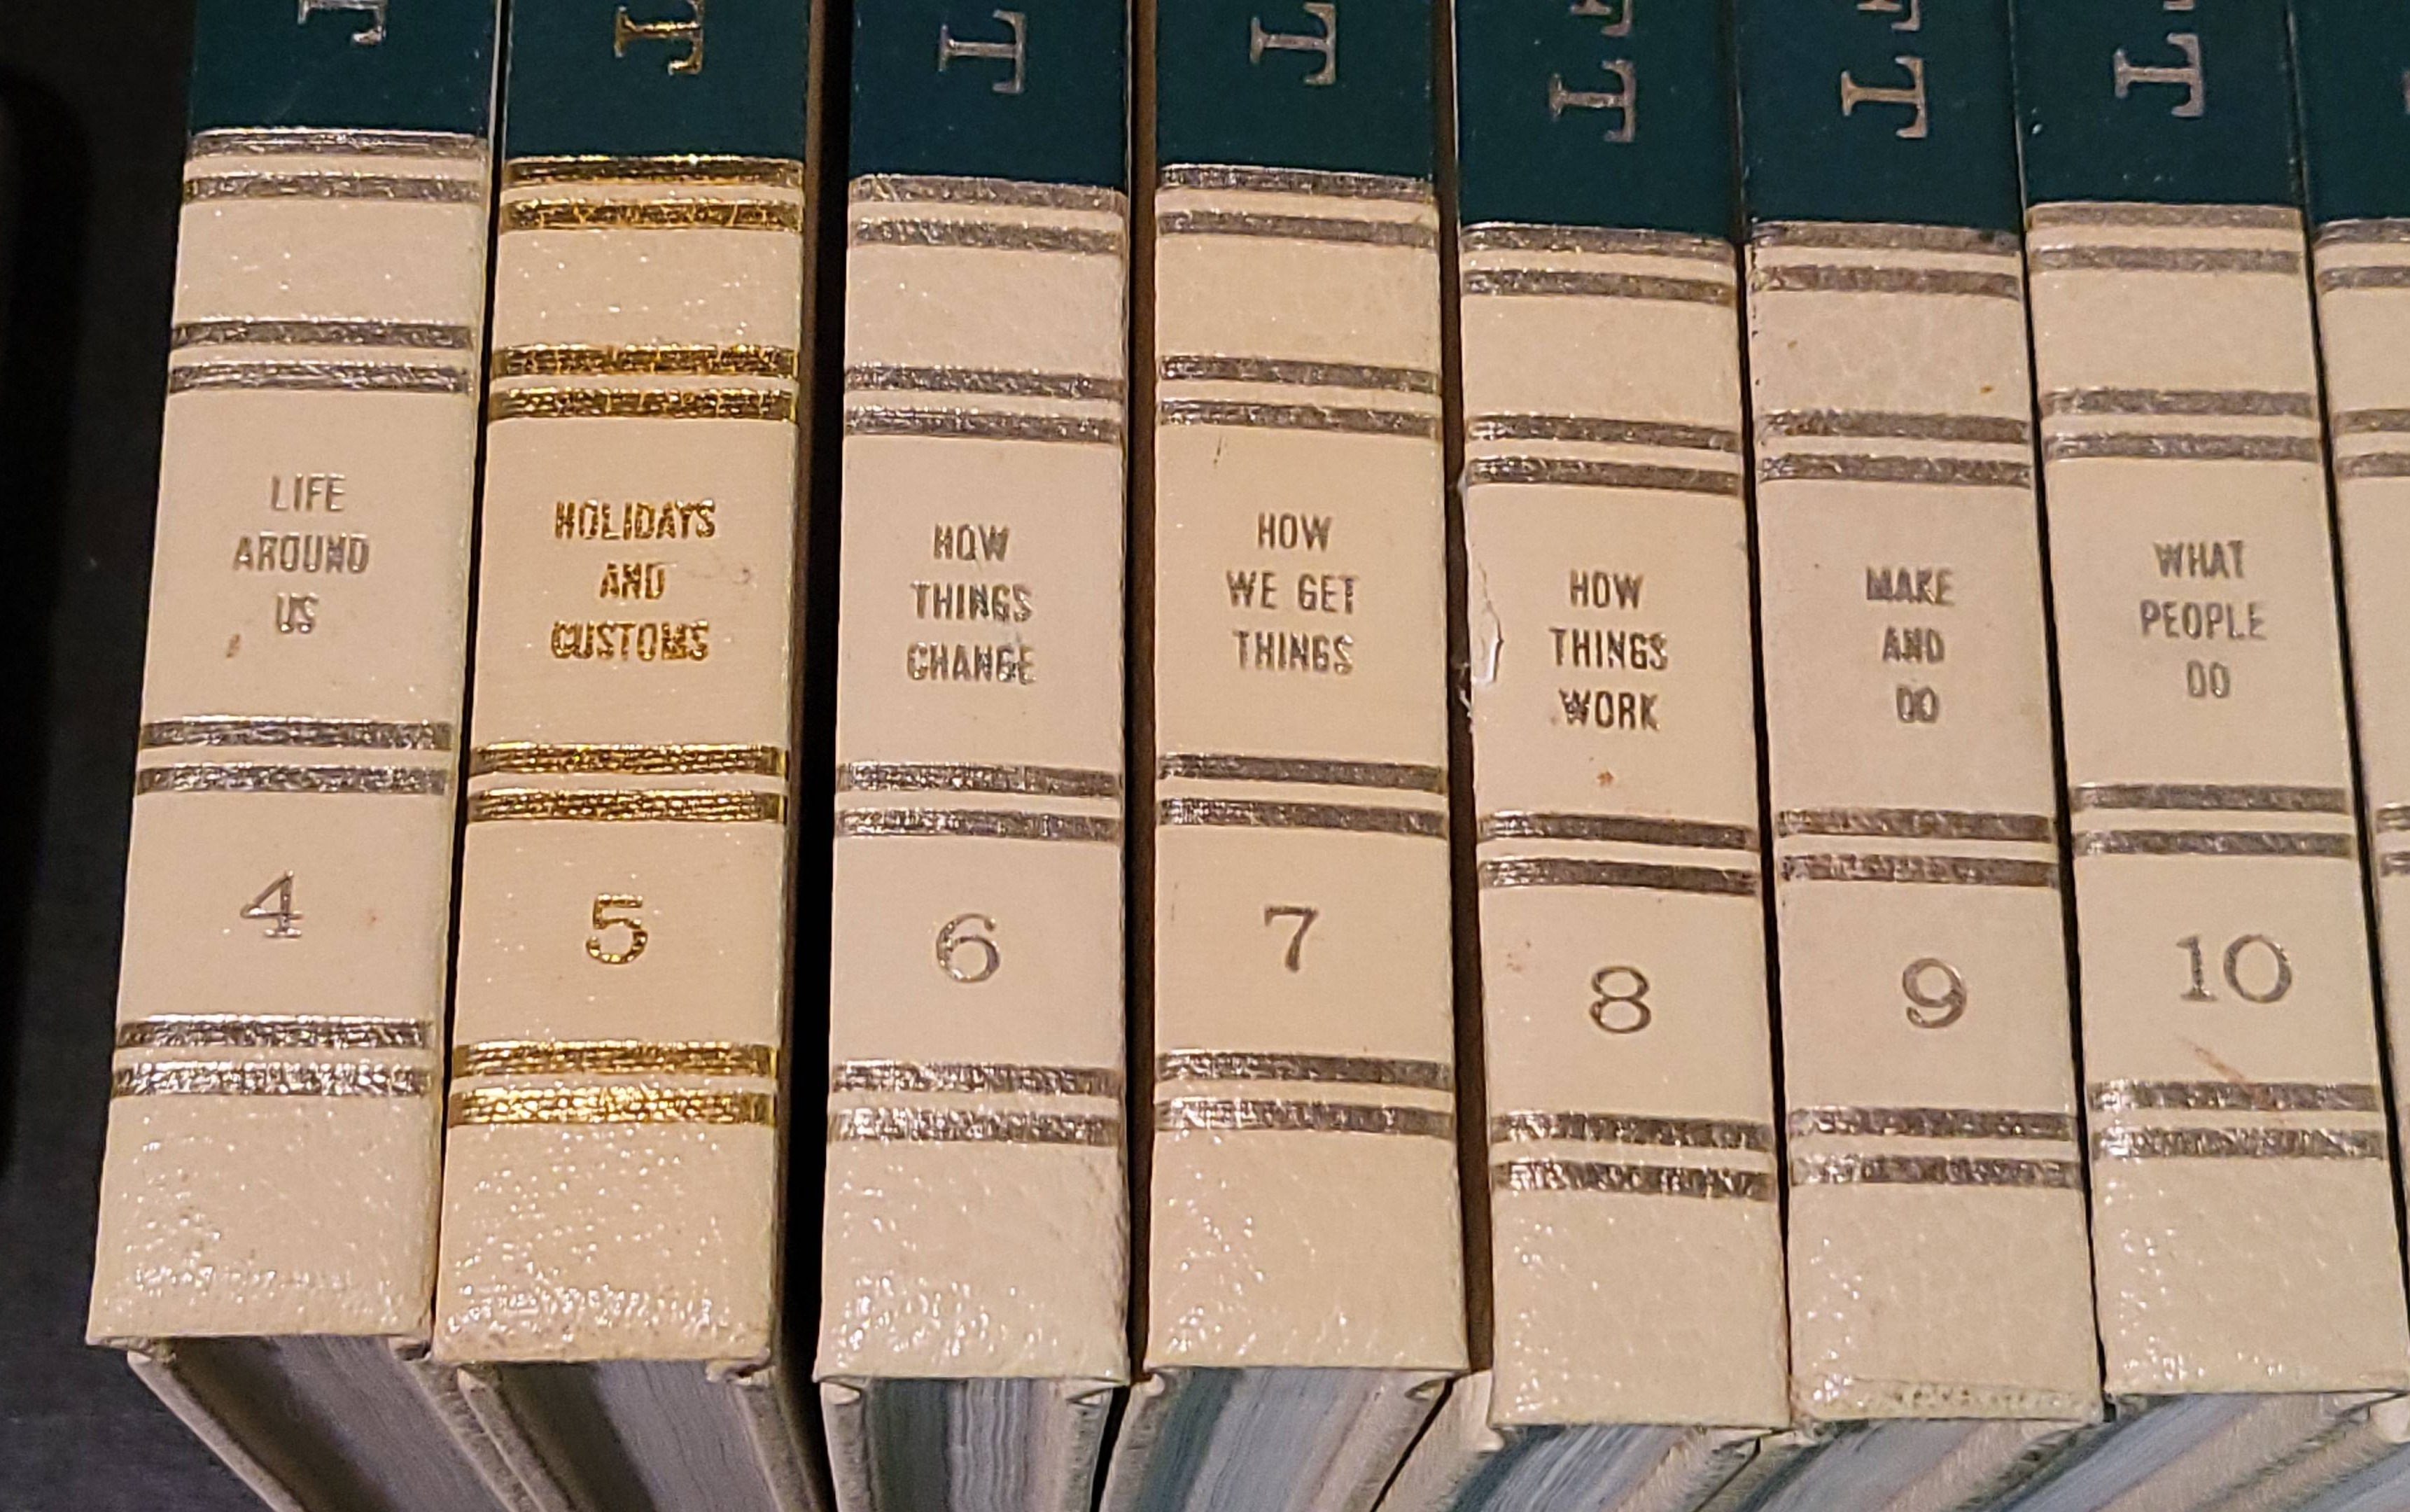 LIFE
AROUND
US
4
HOLIDAYS
AND
CUSTOMS
5
HOW
THINGS
CHANGE
6
HOW
WE GET
THINGS
7
HOW
THINGS
WORK
8
MAKE
AND
DO
9
WHAT
PEOPLE
DO
10